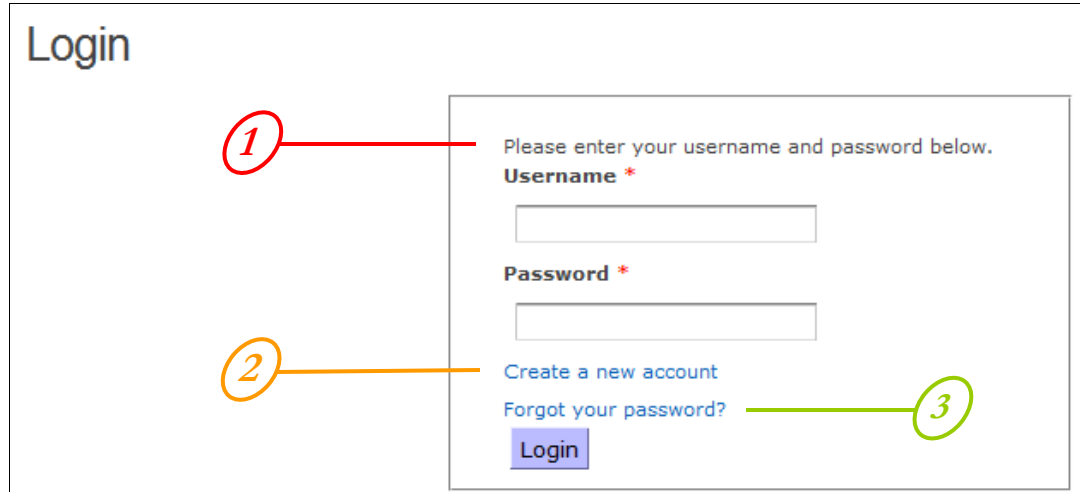 Login
1
Please enter your username and password below.
Username *
Password *
2
Create a new account
Forgot your password?
3
Login